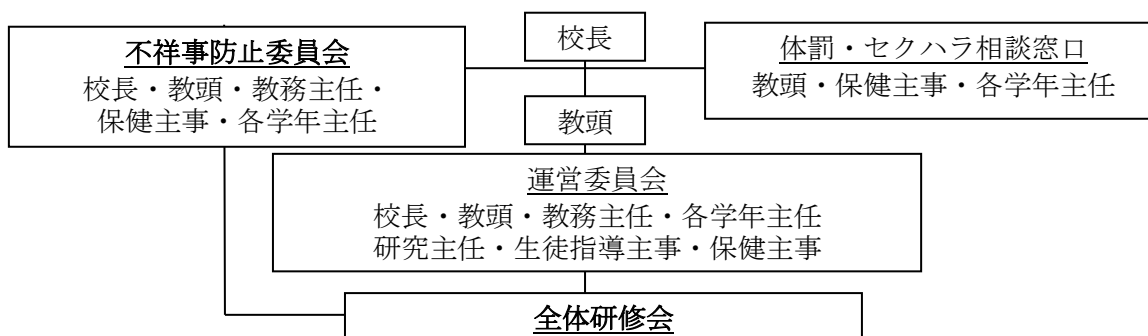 校長
不祥事防止委員会
校長・教頭・教務主任・
保健主事・各学年主任
体罰・セクハラ相談窓口
教頭・保健主事・各学年主任
教頭
運営委員会
校長・教頭・教務主任・各学年主任
研究主任・生徒指導主事・保健主事
全体研修会